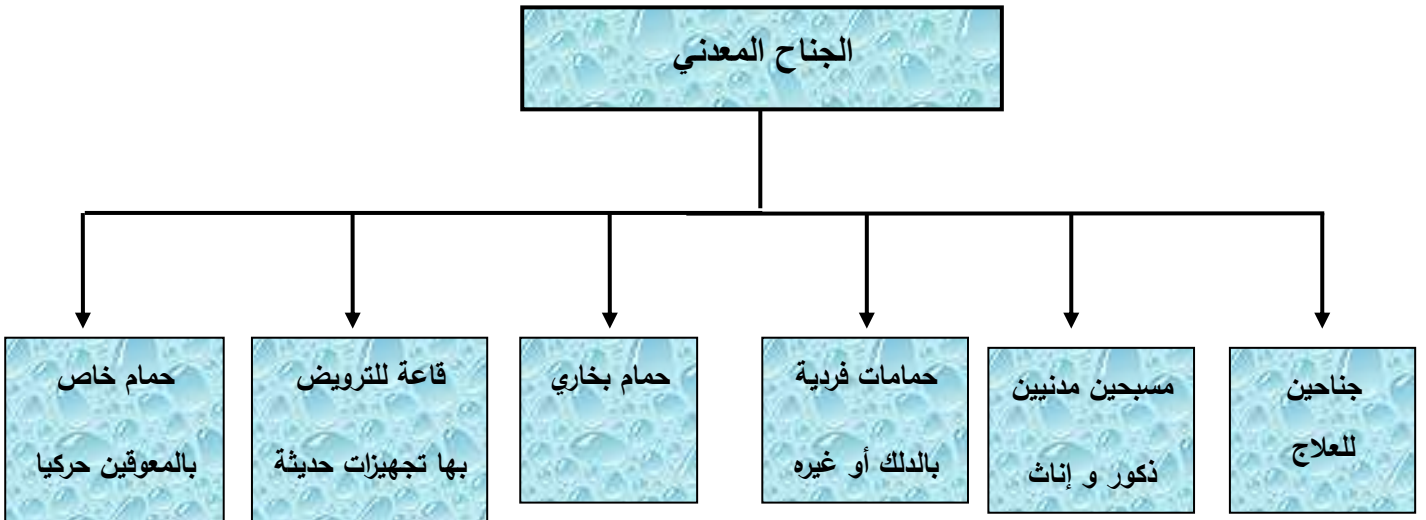 الجناح المعدني
جناحين
للعلاج
مسبحين مدنيين
ذكور و إناث
حمامات فردية
بالدلك أو غيره
حمام بخاري
قاعة للترويض
بها تجهيزات حديثة
حمام خاص
بالمعوقين حركيا